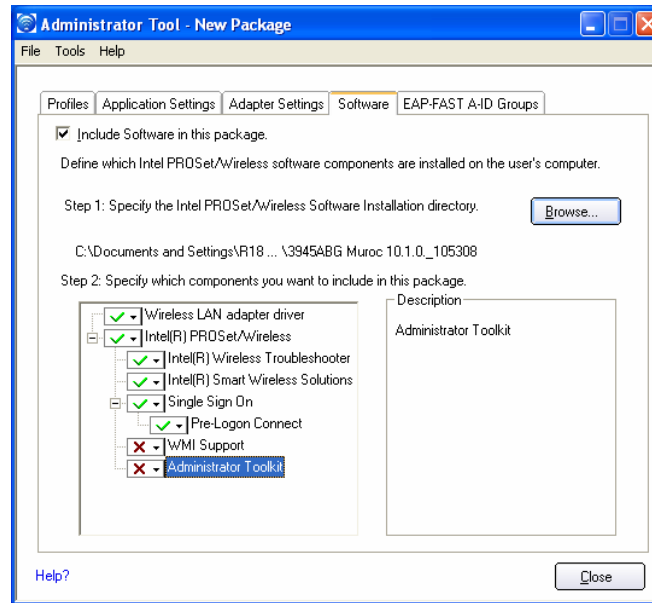 Administrator Tool - New Package
File Tools Help
Profiles Application Settings Adapter Settings Software EAP-FAST A-ID Groups
Include Software in this package.
Define which Intel PROSet/Wireless software components are installed on the user's computer.
Step 1: Specify the Intel PROSet/Wireless Software Installation directory.
Browse...
C:\Documents and Settings\R18 ... \3945ABG Muroc 10.1.0._105308
Step 2: Specify which components you want to include in this package.
Wireless LAN adapter driver
Intel(R) PROSet/Wireless
Intel(R) Wireless Troubleshooter
Intel(R) Smart Wireless Solutions
Single Sign On
Pre-Logon Connect
WMI Support
Administrator Toolkit
Description
Administrator Toolkit
Help?
Close